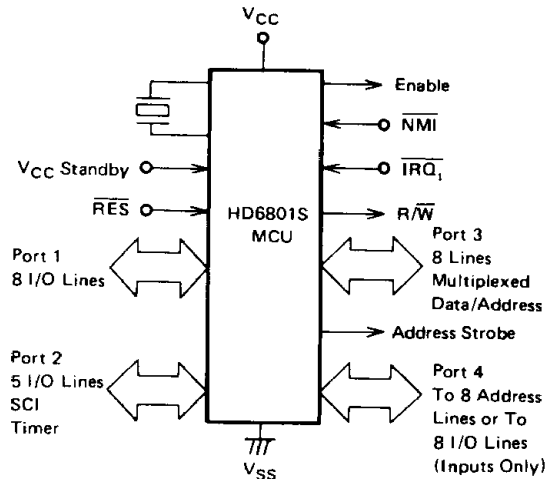 VCC
Enable
NMI
VCC Standby
IRQ1
RES
HD6801S
MCU
R/W
Port 1
8 I/O Lines
Port 3
8 Lines
Multiplexed
Data/Address
Address Strobe
Port 2
5 I/O Lines
SCI
Timer
Port 4
To 8 Address
Lines or To
8 I/O Lines
(Inputs Only)
VSS